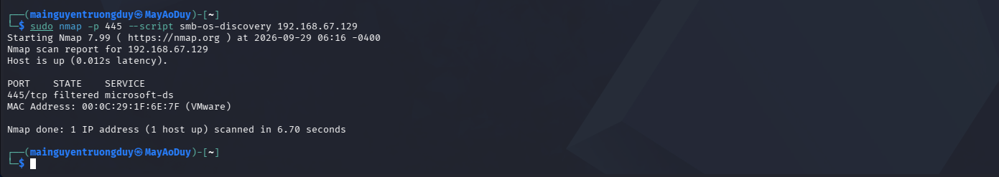 ┌──(mainguyentruongduy㉿MayAoDuy)-[~]
└─$ sudo nmap -p 445 --script smb-os-discovery 192.168.67.129
Starting Nmap 7.99 ( https://nmap.org ) at 2026-09-29 06:16 -0400
Nmap scan report for 192.168.67.129
Host is up (0.012s latency).

PORT    STATE    SERVICE
445/tcp filtered microsoft-ds
MAC Address: 00:0C:29:1F:6E:7F (VMware)

Nmap done: 1 IP address (1 host up) scanned in 6.70 seconds

┌──(mainguyentruongduy㉿MayAoDuy)-[~]
└─$